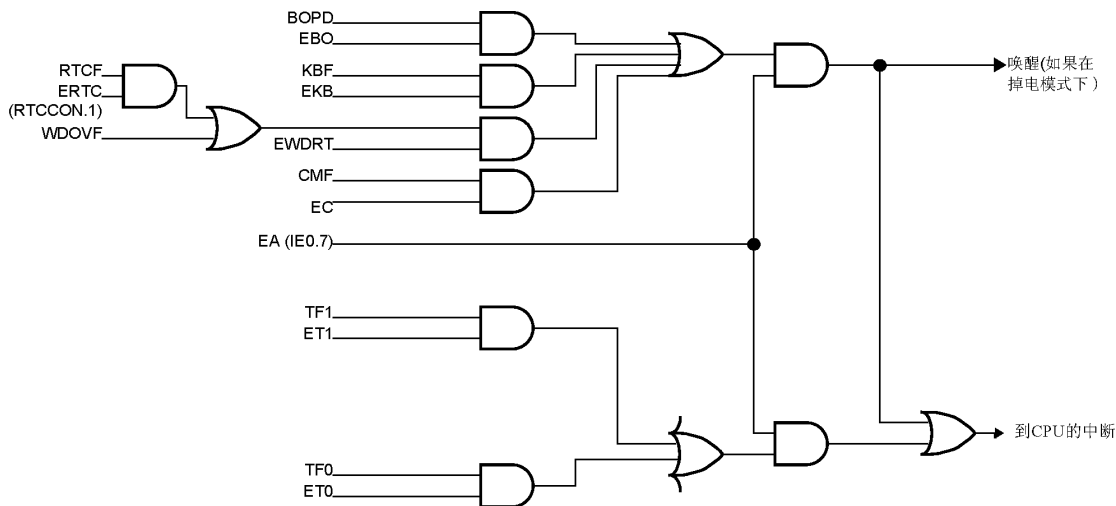 BOPD
EBO
RTCF
ERTC
(RTCCON.1)
WDOVF
KBF
EKB
EWDRT
CMF
EC
EA (IE0.7)
TF1
ET1
TF0
ET0
唤醒(如果在
掉电模式下）
到CPU的中断